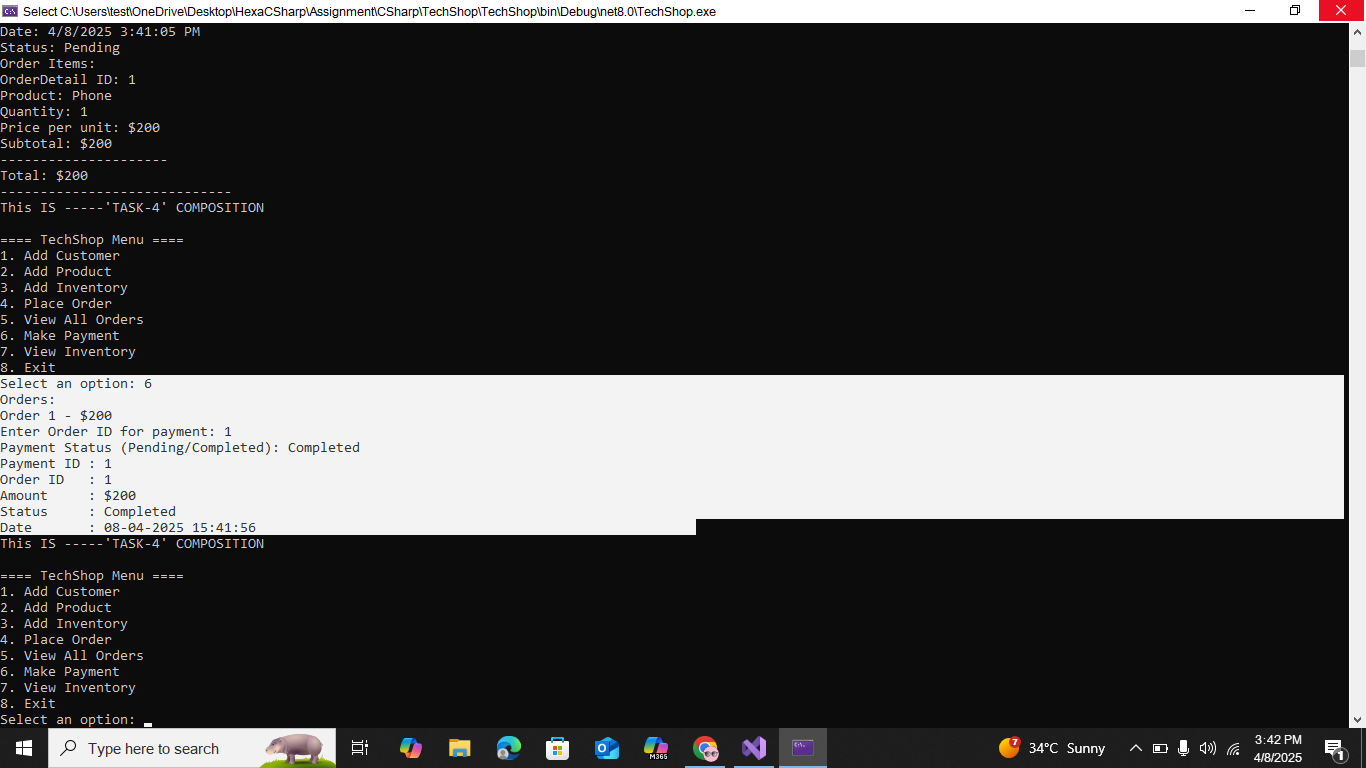 Select C:\Users\test\OneDrive\Desktop\HexaCSharp\Assignment\CSharp\TechShop\TechShop\bin\Debug\net8.0\TechShop.exe
Date: 4/8/2025 3:41:05 PM
Status: Pending
Order Items:
OrderDetail ID: 1
Product: Phone
Quantity: 1
Price per unit: $200
Subtotal: $200
---------------------
Total: $200
-----------------------------
This IS -----'TASK-4' COMPOSITION

==== TechShop Menu ====
1. Add Customer
2. Add Product
3. Add Inventory
4. Place Order
5. View All Orders
6. Make Payment
7. View Inventory
8. Exit
Select an option: 6
Orders:
Order 1 - $200
Enter Order ID for payment: 1
Payment Status (Pending/Completed): Completed
Payment ID : 1
Order ID   : 1
Amount     : $200
Status     : Completed
Date       : 08-04-2025 15:41:56
This IS -----'TASK-4' COMPOSITION

==== TechShop Menu ====
1. Add Customer
2. Add Product
3. Add Inventory
4. Place Order
5. View All Orders
6. Make Payment
7. View Inventory
8. Exit
Select an option:
Type here to search
M365
7
34°C Sunny
3:42 PM
4/8/2025
1